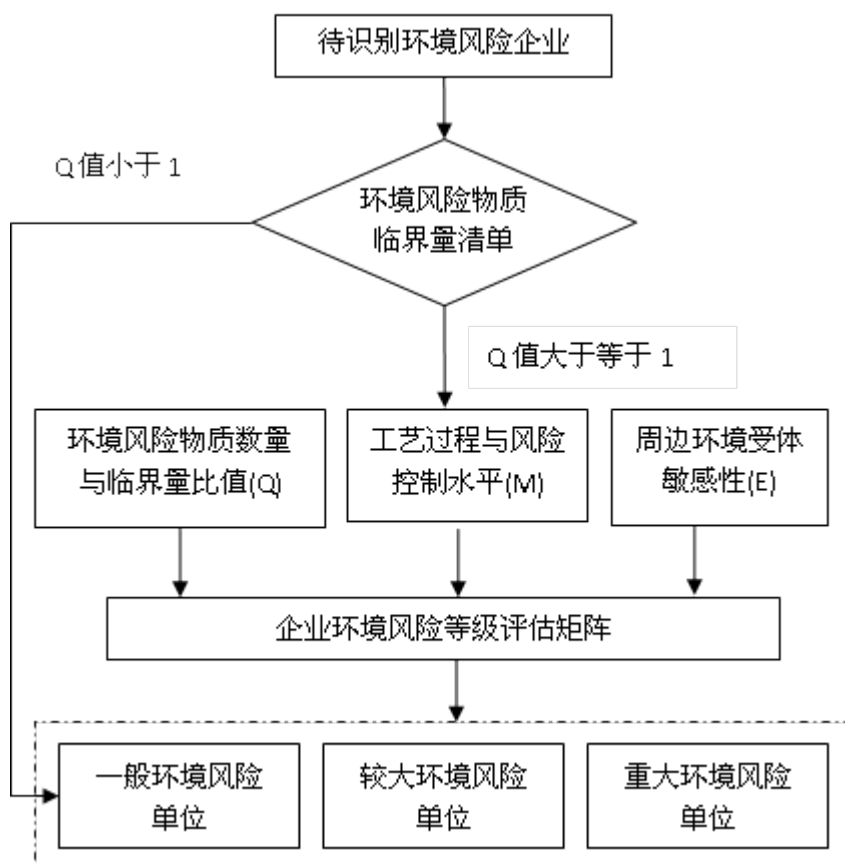 待识别环境风险企业
Q值小于1
环境风险物质
临界量清单
Q值大于等于1
环境风险物质数量
与临界量比值(Q)
工艺过程与风险
控制水平(M)
周边环境受体
敏感性(E)
企业环境风险等级评估矩阵
一般环境风险
单位
较大环境风险
单位
重大环境风险
单位